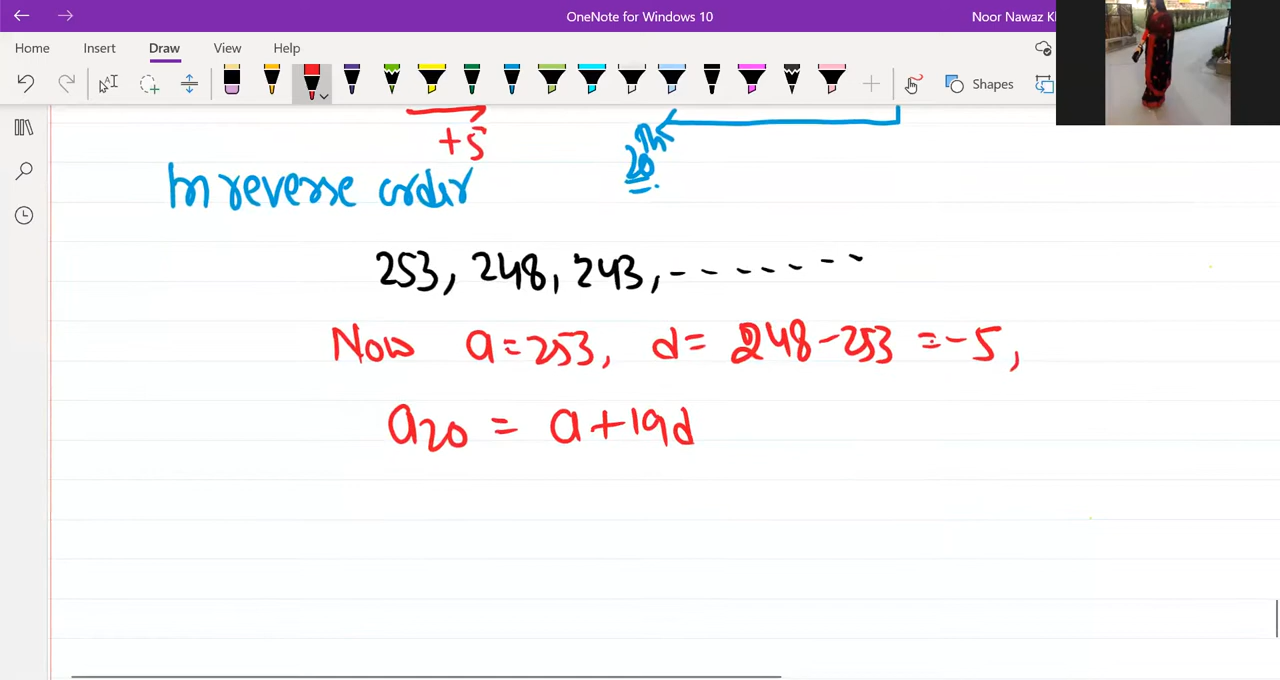 OneNote for Windows 10
Noor Nawaz Kh
Home Insert Draw View Help
Shapes
+5
20th
In reverse order
253, 248, 243, - - - - - - - -
Now a = 253, d = 248 - 253 = -5,
a20 = a + 19d